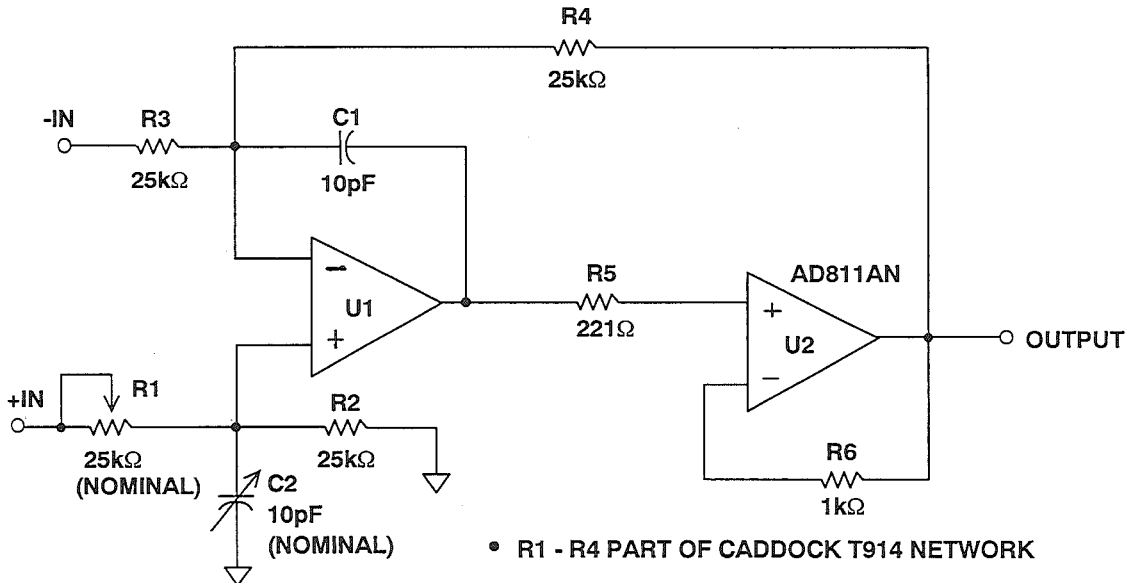 R4
25kΩ
-IN
R3
25kΩ
C1
10pF
−
U1
+
R5
221Ω
AD811AN
+
U2
−
OUTPUT
+IN
R1
25kΩ
(NOMINAL)
R2
25kΩ
C2
10pF
(NOMINAL)
R6
1kΩ
• R1 - R4 PART OF CADDOCK T914 NETWORK